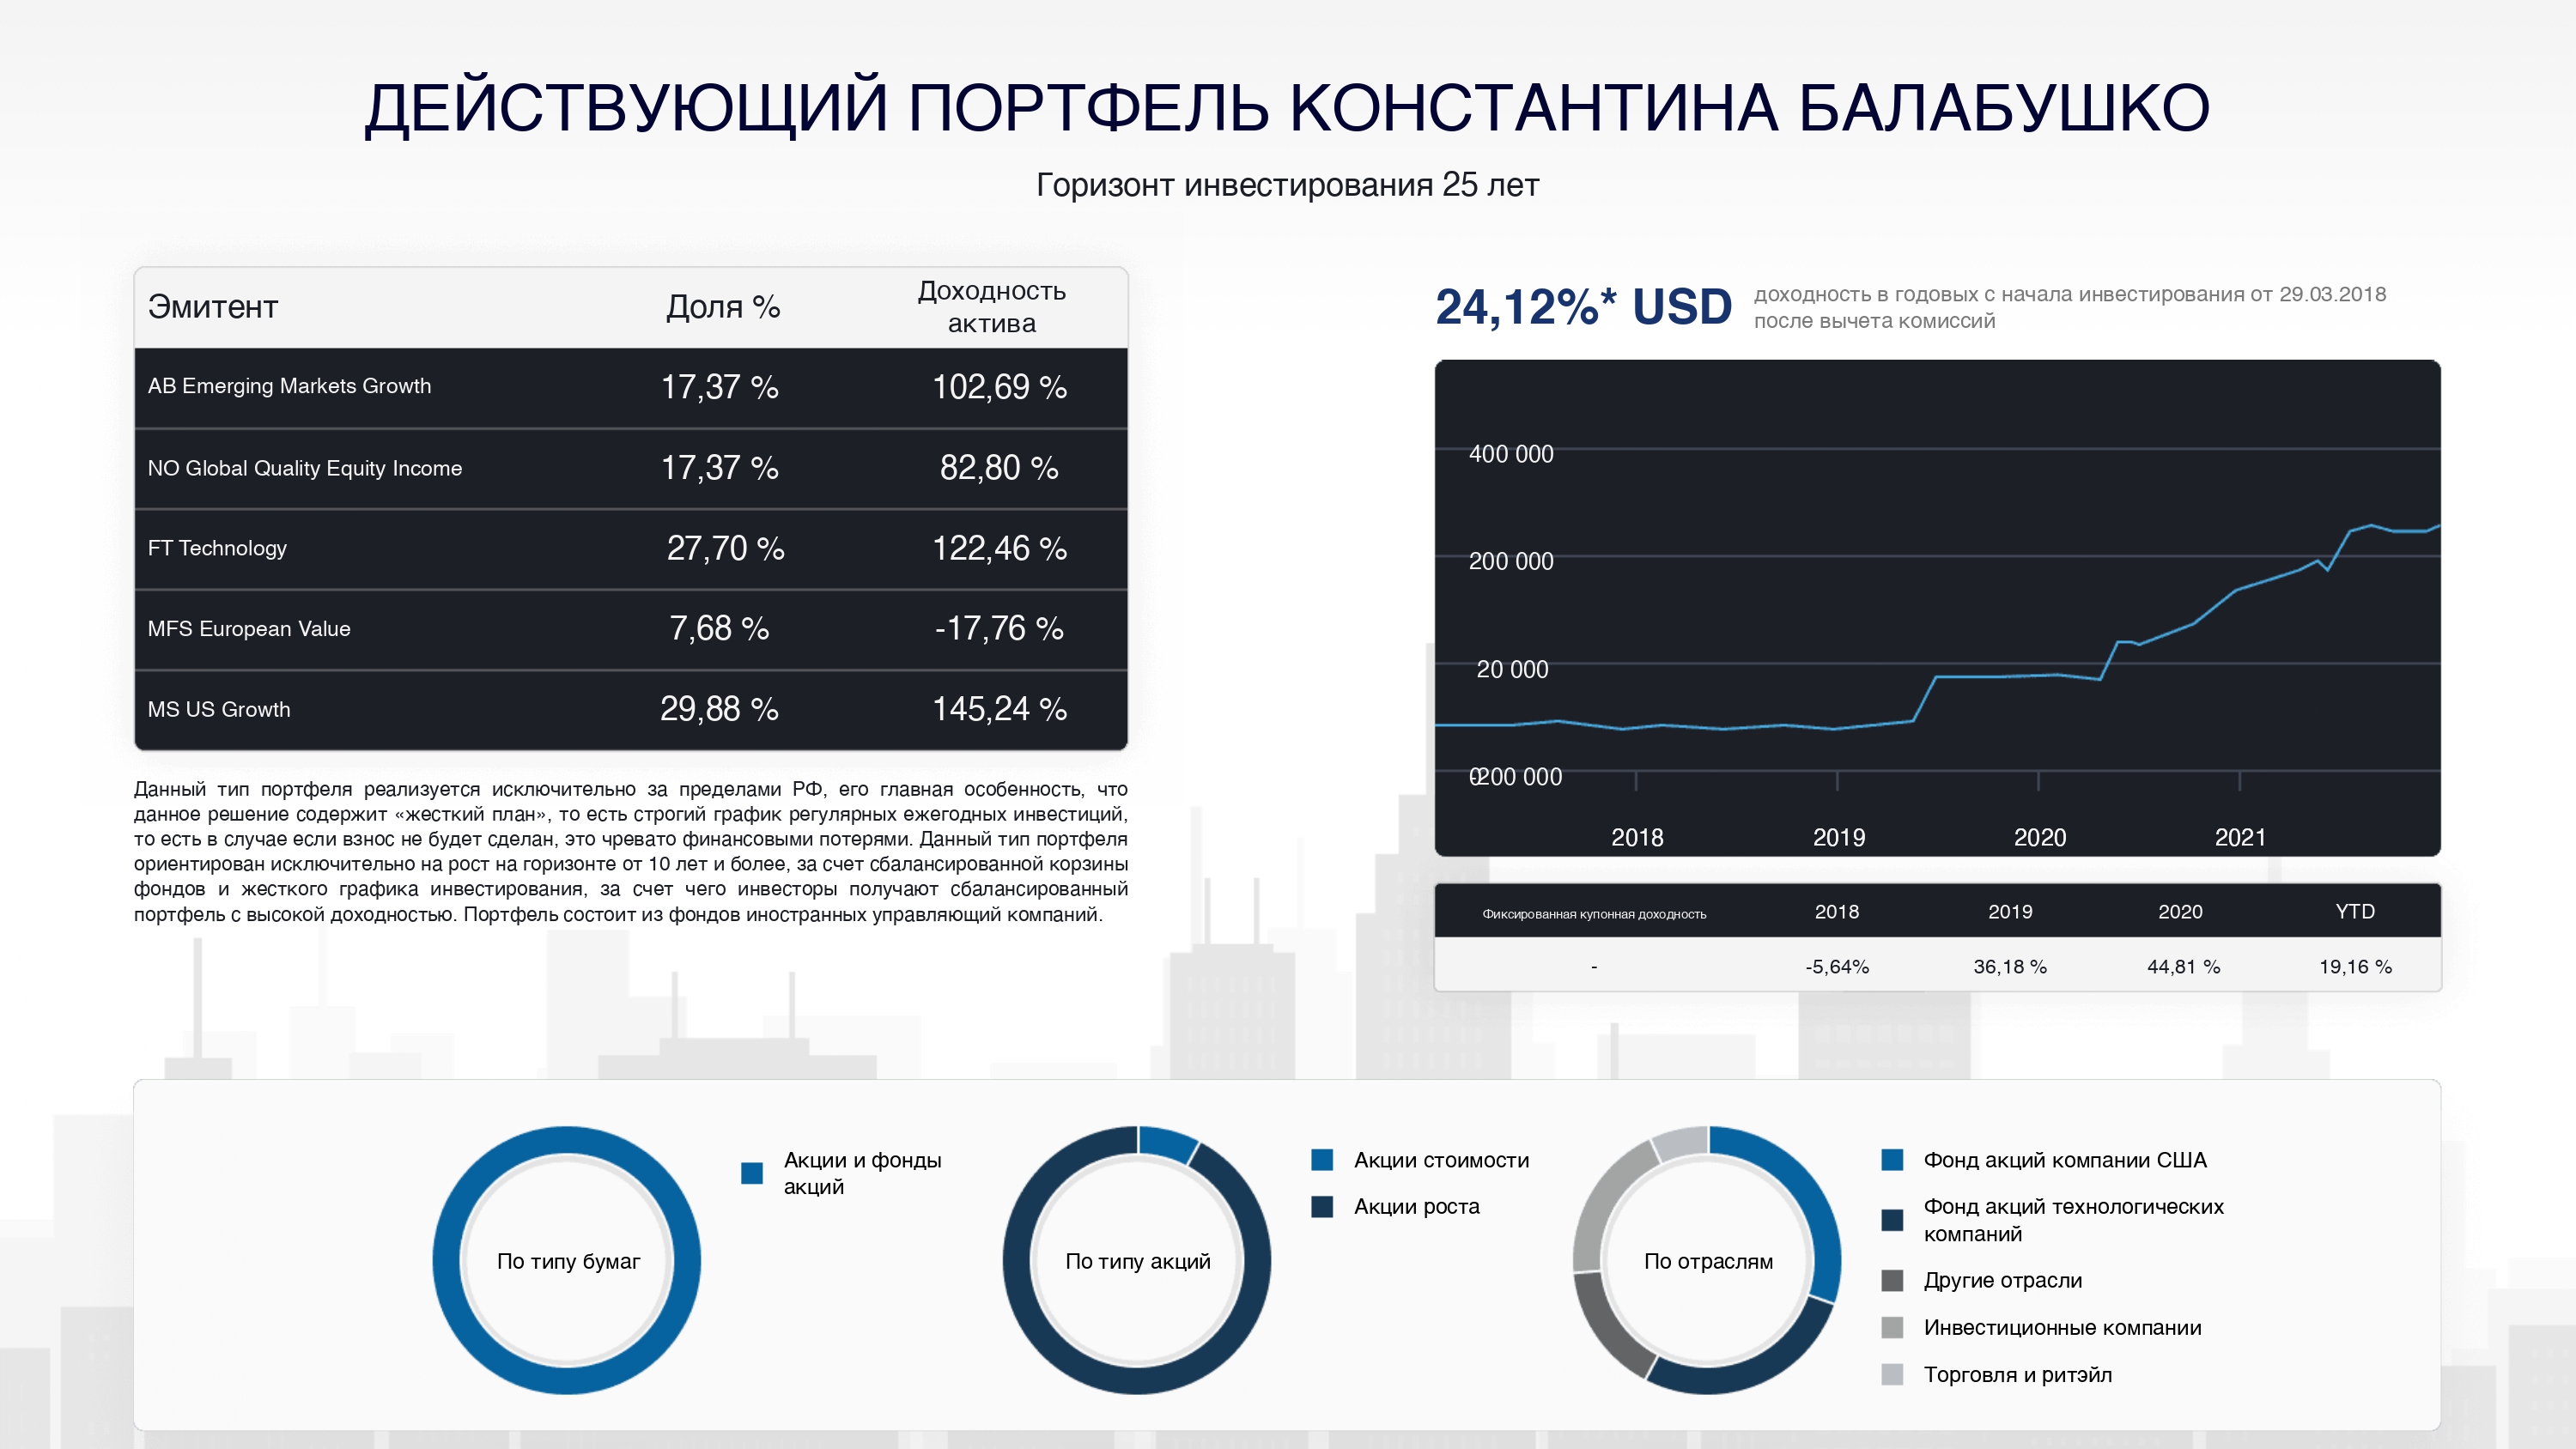 ДЕЙСТВУЮЩИЙ ПОРТФЕЛЬ КОНСТАНТИНА БАЛАБУШКО
Горизонт инвестирования 25 лет
Эмитент Доля % Доходность актива
AB Emerging Markets Growth 17,37 % 102,69 %
NO Global Quality Equity Income 17,37 % 82,80 %
FT Technology 27,70 % 122,46 %
MFS European Value 7,68 % -17,76 %
MS US Growth 29,88 % 145,24 %
Данный тип портфеля реализуется исключительно за пределами РФ, его главная особенность, что
данное решение содержит «жесткий план», то есть строгий график регулярных ежегодных инвестиций,
то есть в случае если взнос не будет сделан, это чревато финансовыми потерями. Данный тип портфеля
ориентирован исключительно на рост на горизонте от 10 лет и более, за счет сбалансированной корзины
фондов и жесткого графика инвестирования, за счет чего инвесторы получают сбалансированный
портфель с высокой доходностью. Портфель состоит из фондов иностранных управляющий компаний.
24,12%* USD
доходность в годовых с начала инвестирования от 29.03.2018
после вычета комиссий
400 000
200 000
20 000
2018 2019 2020 2021
Фиксированная купонная доходность 2018 2019 2020 YTD
- -5,64% 36,18 % 44,81 % 19,16 %
По типу бумаг
Акции и фонды
акций
По типу акций
Акции стоимости
Акции роста
По отраслям
Фонд акций компании США
Фонд акций технологических
компаний
Другие отрасли
Инвестиционные компании
Торговля и ритэйл